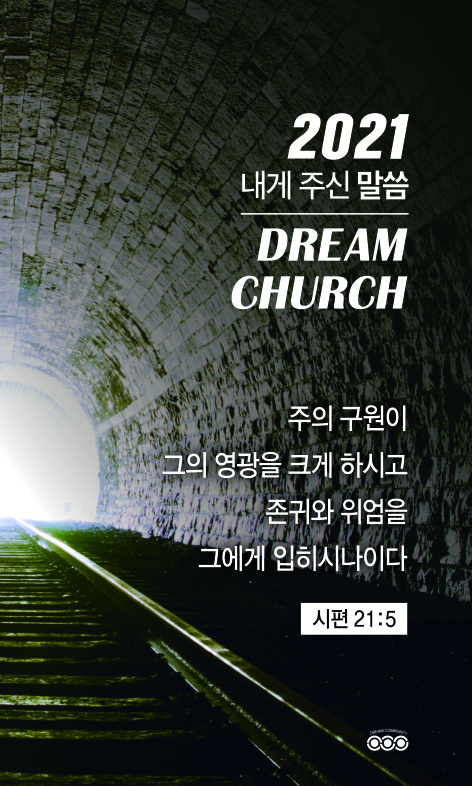 2021
내게 주신 말씀
DREAM
CHURCH
주의 구원이
그의 영광을 크게 하시고
존귀와 위엄을
그에게 입히시나이다
시편 21:5
DREAM COMMUNITY